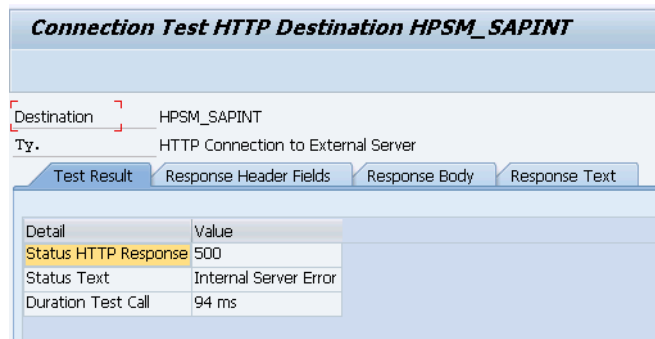 Connection Test HTTP Destination HPSM_SAPINT
Destination HPSM_SAPINT
Ty. HTTP Connection to External Server
Test Result Response Header Fields Response Body Response Text
Detail Value
Status HTTP Response 500
Status Text Internal Server Error
Duration Test Call 94 ms